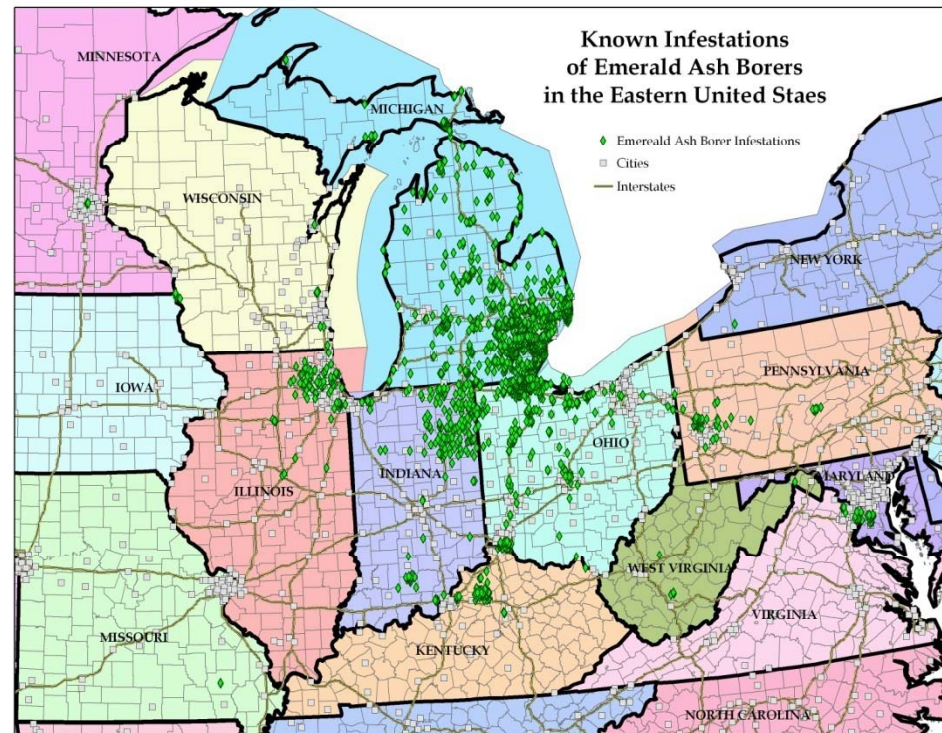 Known Infestations
of Emerald Ash Borers
in the Eastern United Staes
Emereald Ash Borer Infestations
Cities
Interstates
MINNESOTA
MICHIGAN
WISCONSIN
NEW YORK
IOWA
PENNSYLVANIA
OHIO
ILLINOIS
INDIANA
MARYLAND
WEST VIRGINIA
VIRGINIA
MISSOURI
KENTUCKY
NORTH CAROLINA